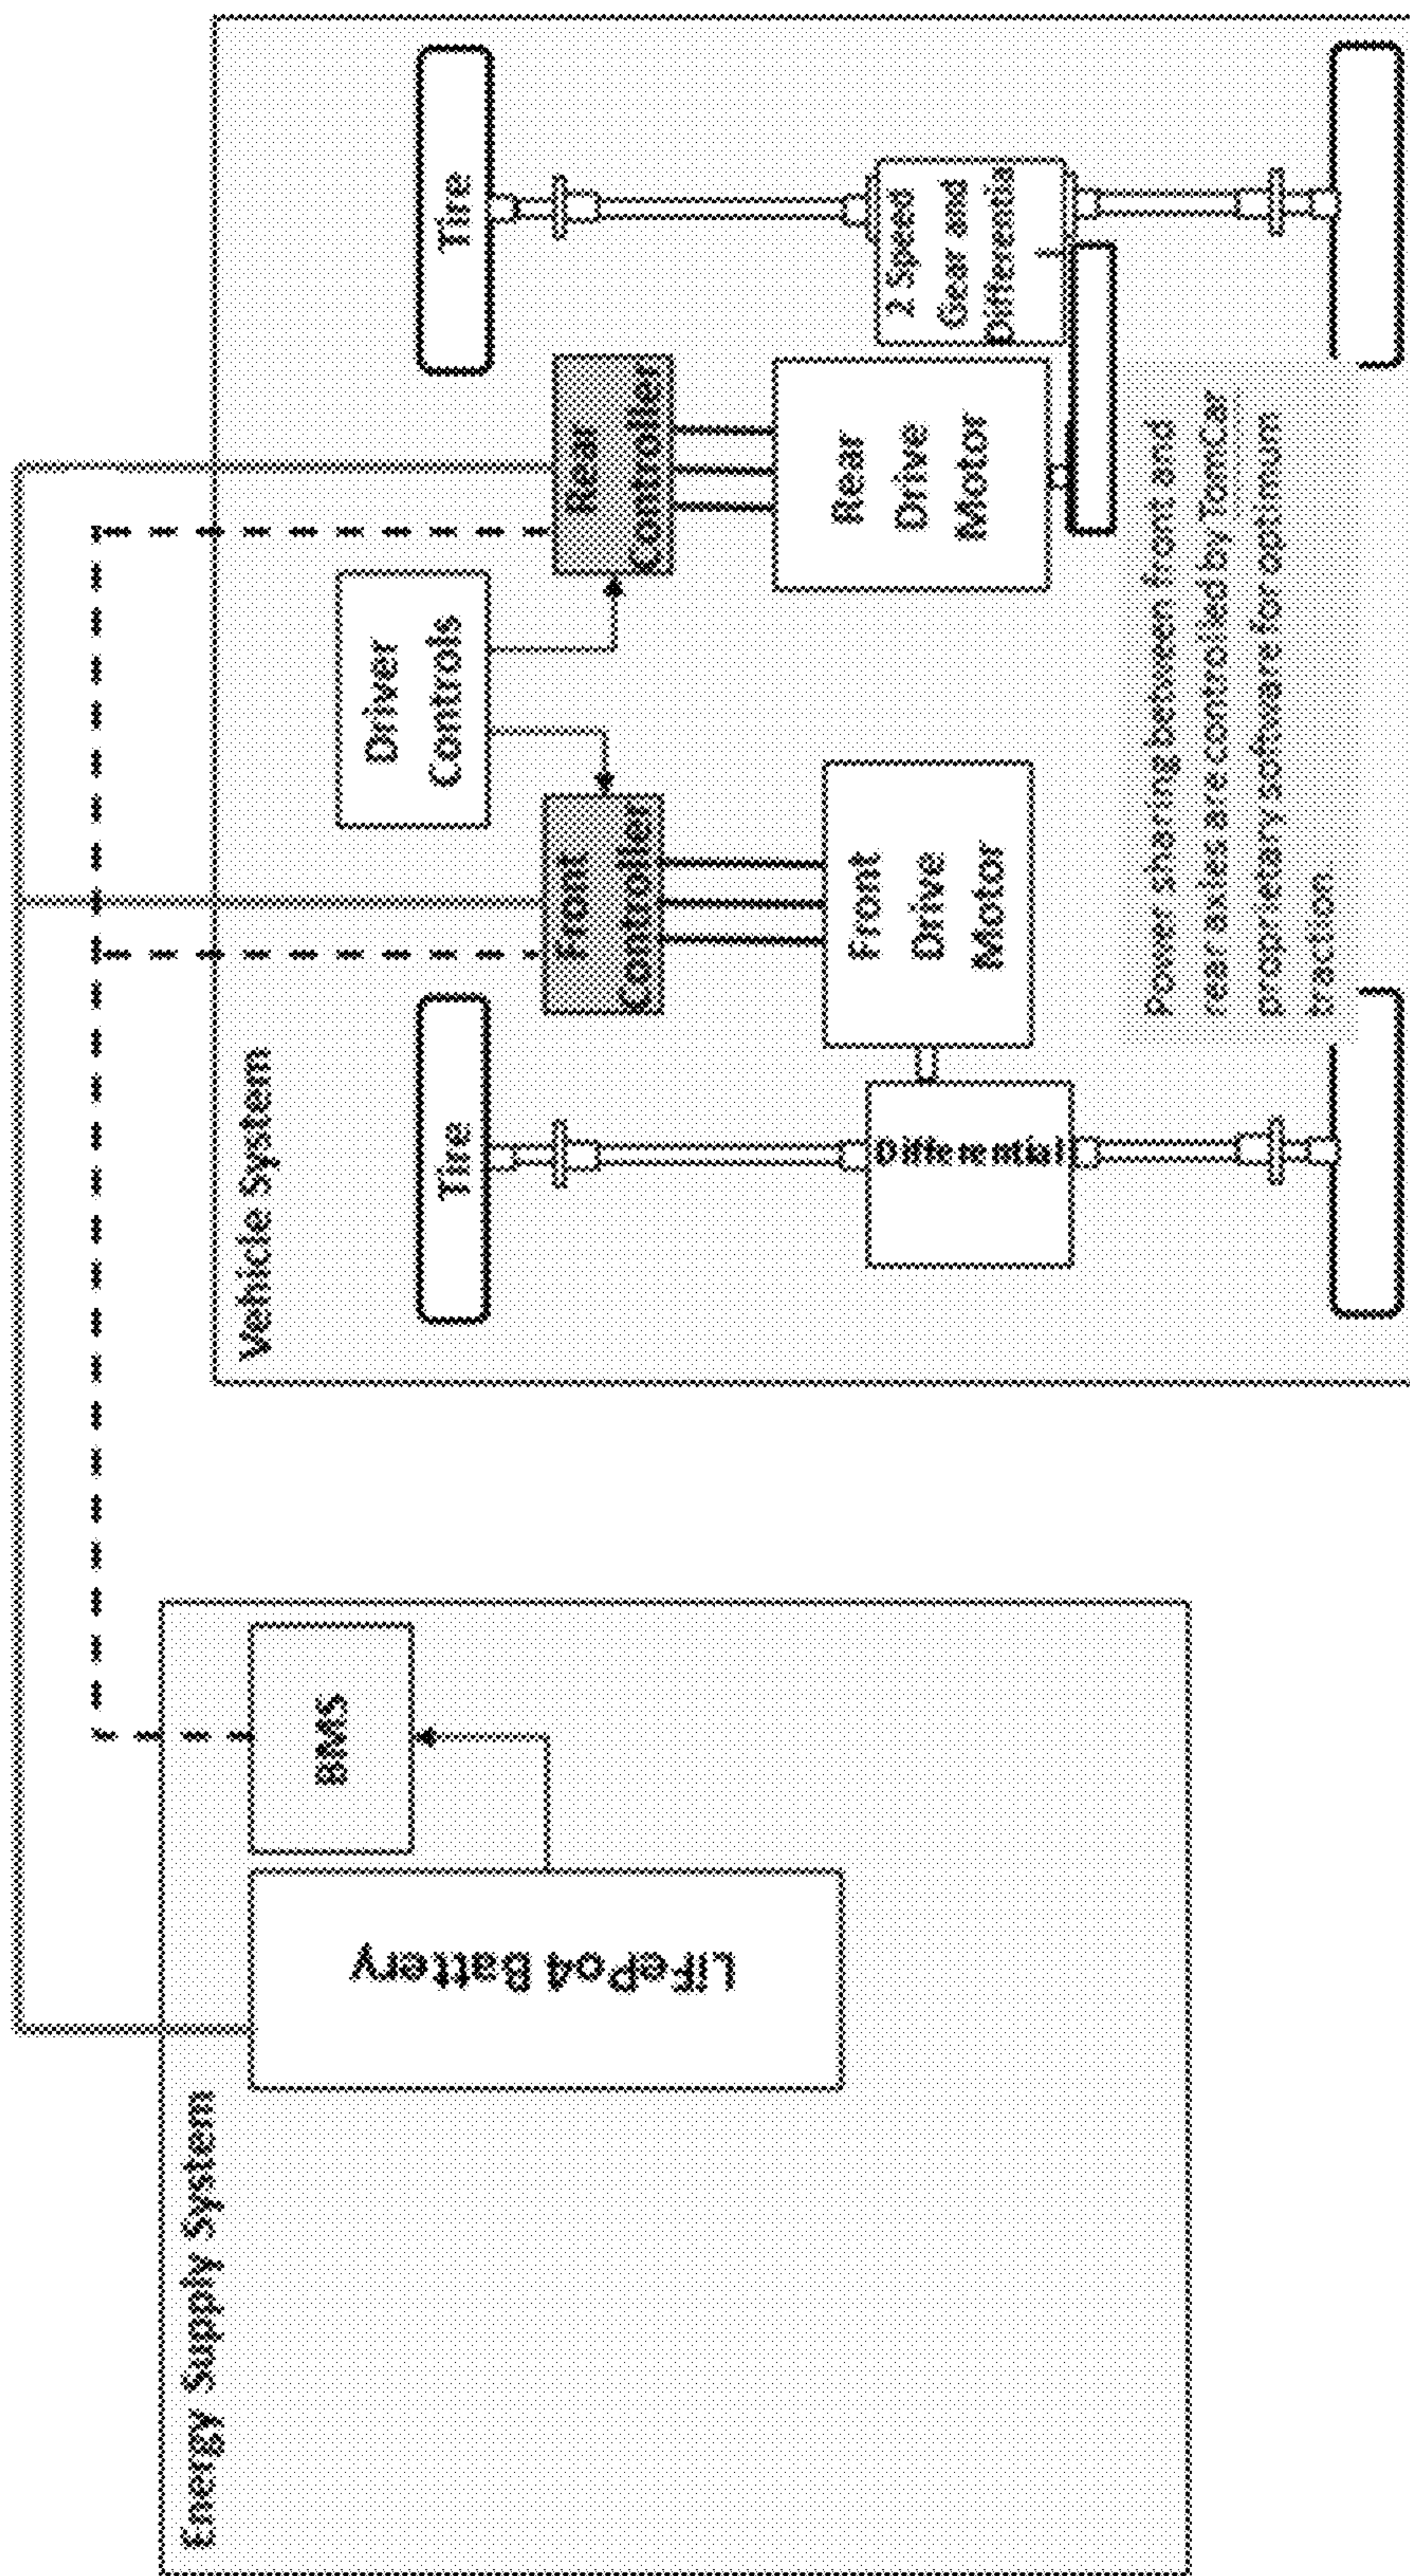 Energy Supply System
LiFePo4 Battery
BMS
Vehicle System
Tire
Differential
Front
Controller
Front
Drive
Motor
Driver
Controls
Rear
Controller
Rear
Drive
Motor
Tire
2 Speed
Gear and
Differential
Power sharing between front and
rear axles are controlled by TomCar
proprietary software for optimum
traction